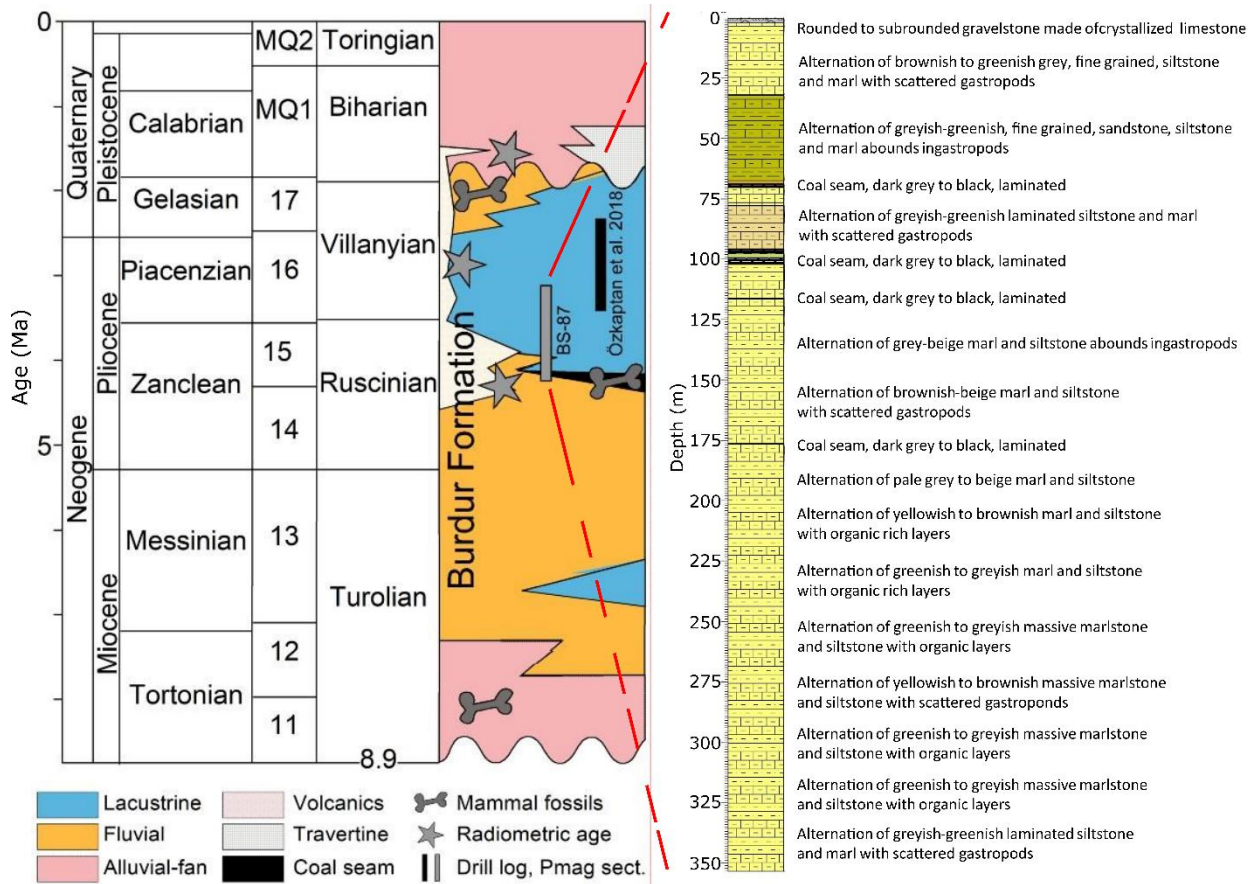 Age (Ma)
0
5
8.9
Quaternary
Neogene
Pleistocene
Pliocene
Miocene
Calabrian
Gelasian
Piacenzian
Zanclean
Messinian
Tortonian
MQ2
MQ1
17
16
15
14
13
12
11
Toringian
Biharian
Villanyian
Ruscinian
Turolian
Burdur Formation
BS-87
Özkaptan et al. 2018
Lacustrine
Fluvial
Alluvial-fan
Volcanics
Travertine
Coal seam
Mammal fossils
Radiometric age
Drill log, Pmag sect.
Depth (m)
0
25
50
75
100
125
150
175
200
225
250
275
300
325
350
Rounded to subrounded gravelstone made ofcrystallized limestone
Alternation of brownish to greenish grey, fine grained, siltstone
and marl with scattered gastropods
Alternation of greyish-greenish, fine grained, sandstone, siltstone
and marl abounds ingastropods
Coal seam, dark grey to black, laminated
Alternation of greyish-greenish laminated siltstone and marl
with scattered gastropods
Coal seam, dark grey to black, laminated
Coal seam, dark grey to black, laminated
Alternation of grey-beige marl and siltstone abounds ingastropods
Alternation of brownish-beige marl and siltstone
with scattered gastropods
Coal seam, dark grey to black, laminated
Alternation of pale grey to beige marl and siltstone
Alternation of yellowish to brownish marl and siltstone
with organic rich layers
Alternation of greenish to greyish marl and siltstone
with organic rich layers
Alternation of greenish to greyish massive marlstone
and siltstone with organic layers
Alternation of yellowish to brownish massive marlstone
and siltstone with scattered gastroponds
Alternation of greenish to greyish massive marlstone
and siltstone with organic layers
Alternation of greenish to greyish massive marlstone
and siltstone with organic layers
Alternation of greyish-greenish laminated siltstone
and marl with scattered gastropods